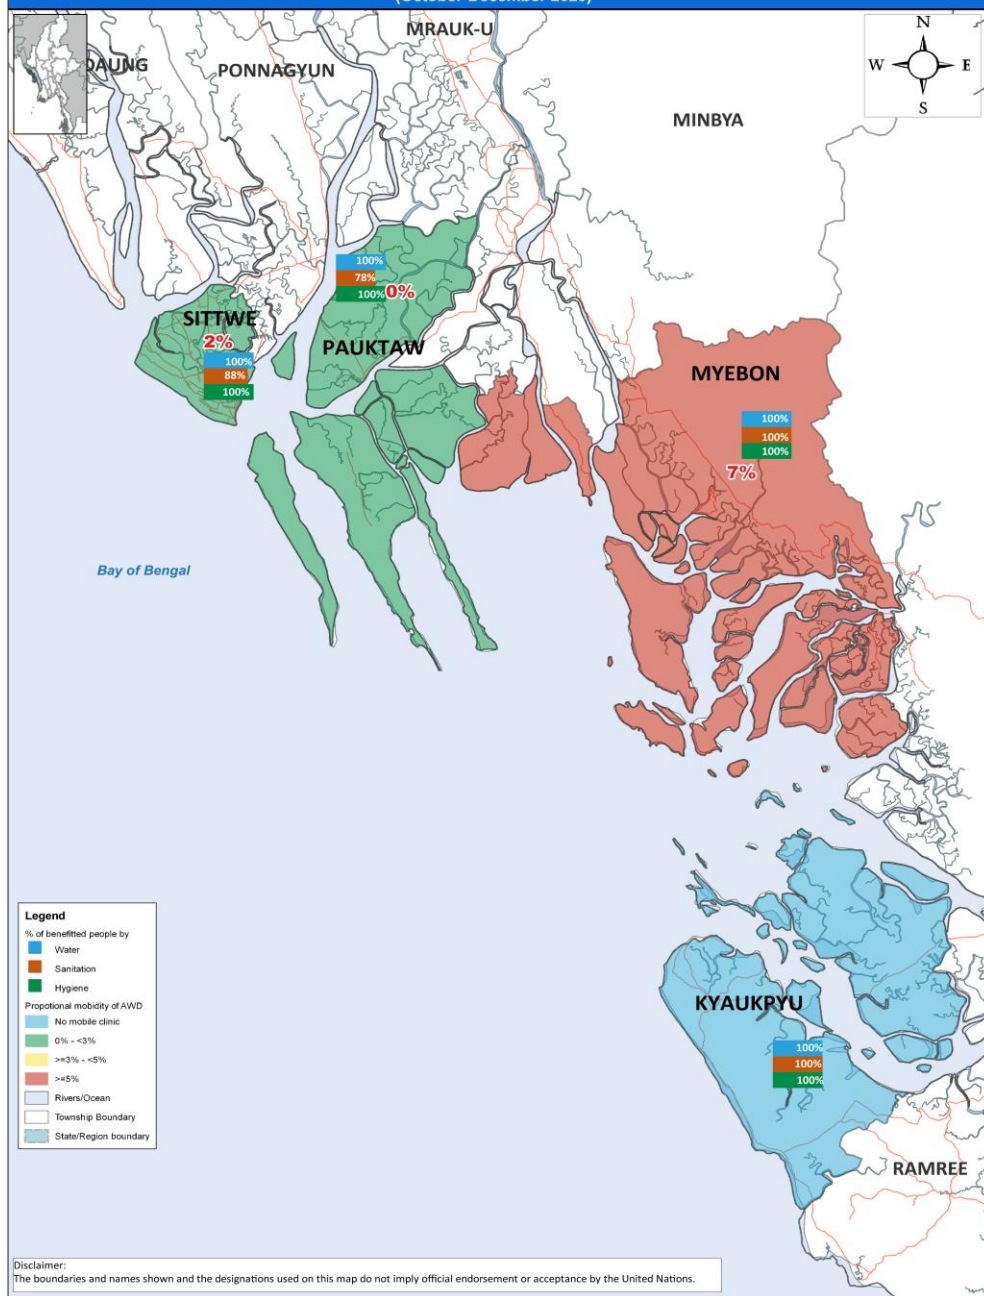 MRAUK-U
PONNAGYUN
MINBYA
N
W
E
S
100%
78%
100%
0%
SITTWE
2%
100%
88%
100%
PAUKTAW
MYEBON
100%
100%
100%
7%
Bay of Bengal
KYAUKPYU
100%
100%
100%
RAMREE
Legend
% of benefitted people by
Water
Sanitation
Hygiene
Propotional mobidity of AWD
No mobile clinic
0% - <3%
>=3% - <5%
>=5%
Rivers/Ocean
Township Boundary
State/Region boundary
Disclaimer:
The boundaries and names shown and the designations used on this map do not imply official endorsement or acceptance by the United Nations.